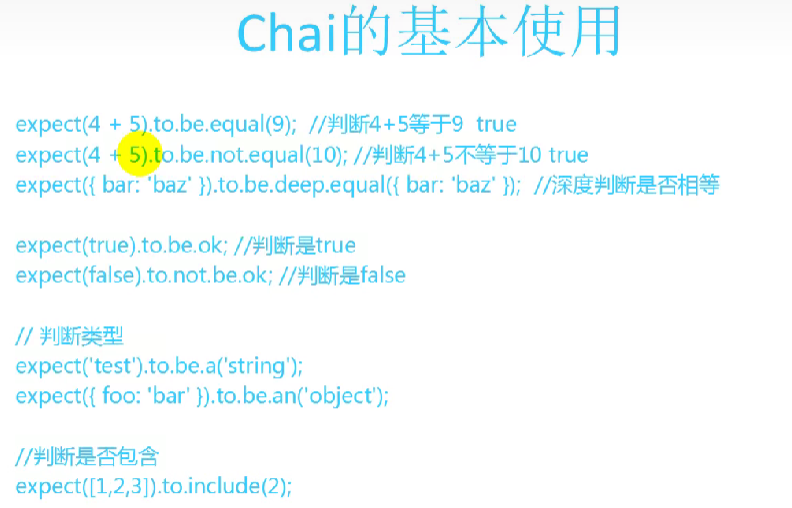 Chai的基本使用
expect(4 + 5).to.be.equal(9);  //判断4+5等于9  true
expect(4 + 5).to.be.not.equal(10); //判断4+5不等于10 true
expect({ bar: 'baz' }).to.be.deep.equal({ bar: 'baz' });  //深度判断是否相等
expect(true).to.be.ok; //判断是true
expect(false).to.not.be.ok; //判断是false
// 判断类型
expect('test').to.be.a('string');
expect({ foo: 'bar' }).to.be.an('object');
//判断是否包含
expect([1,2,3]).to.include(2);